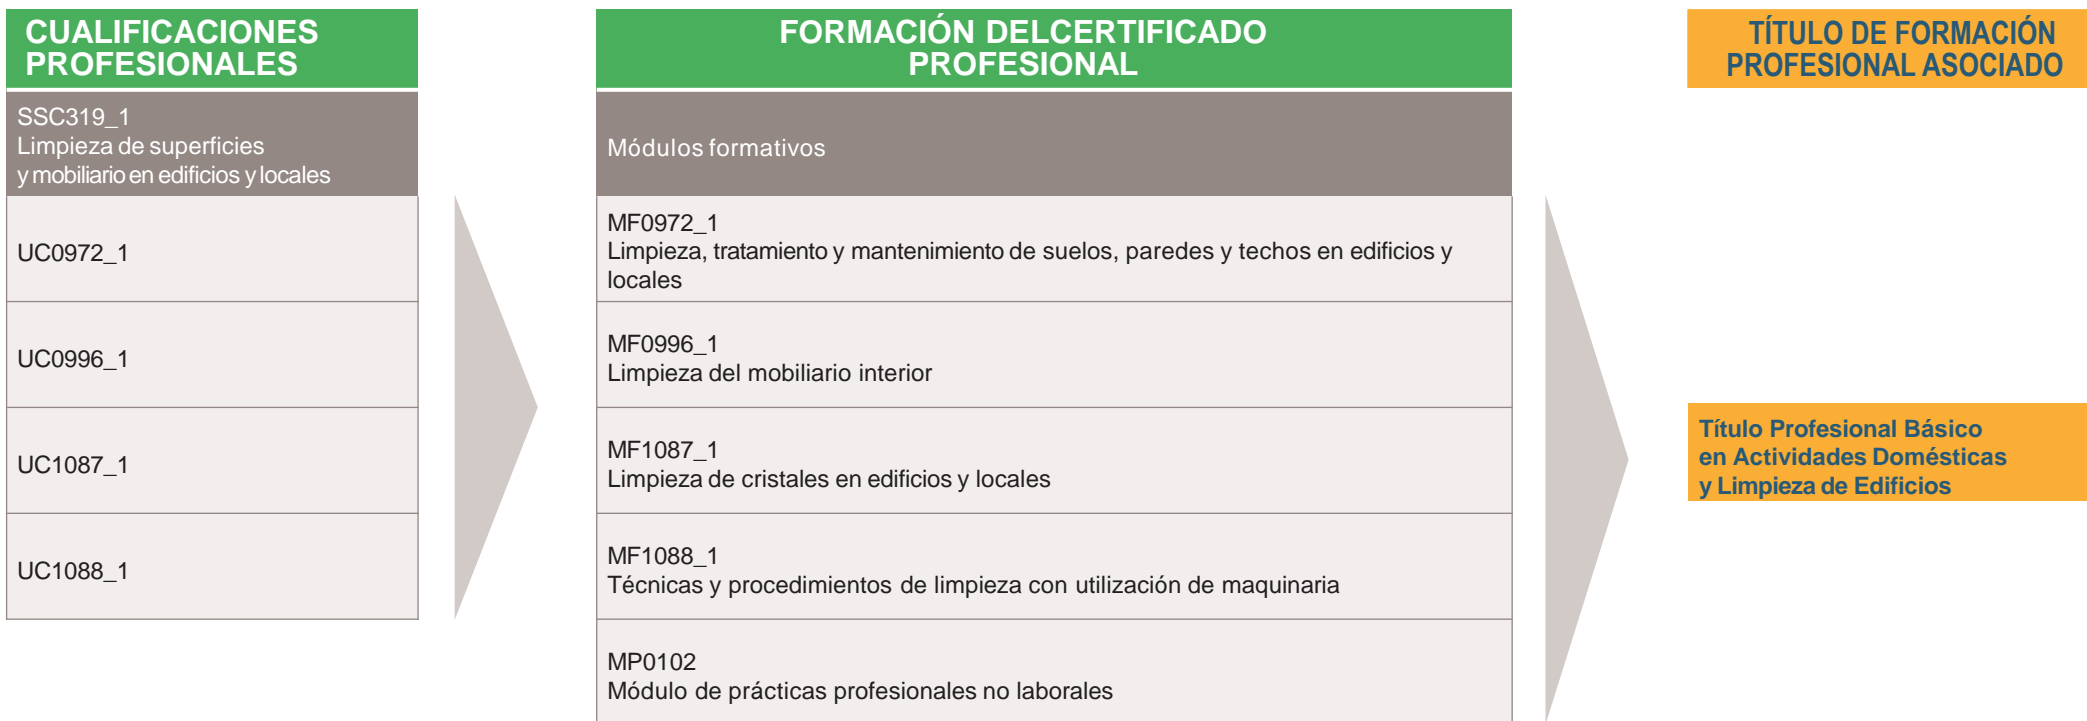 CUALIFICACIONES
PROFESIONALES
SSC319_1
Limpieza de superficies
y mobiliario en edificios y locales
UC0972_1
UC0996_1
UC1087_1
UC1088_1
FORMACIÓN DELCERTIFICADO
PROFESIONAL
Módulos formativos
MF0972_1
Limpieza, tratamiento y mantenimiento de suelos, paredes y techos en edificios y
locales
MF0996_1
Limpieza del mobiliario interior
MF1087_1
Limpieza de cristales en edificios y locales
MF1088_1
Técnicas y procedimientos de limpieza con utilización de maquinaria
MP0102
Módulo de prácticas profesionales no laborales
TÍTULO DE FORMACIÓN
PROFESIONAL ASOCIADO
Título Profesional Básico
en Actividades Domésticas
y Limpieza de Edificios